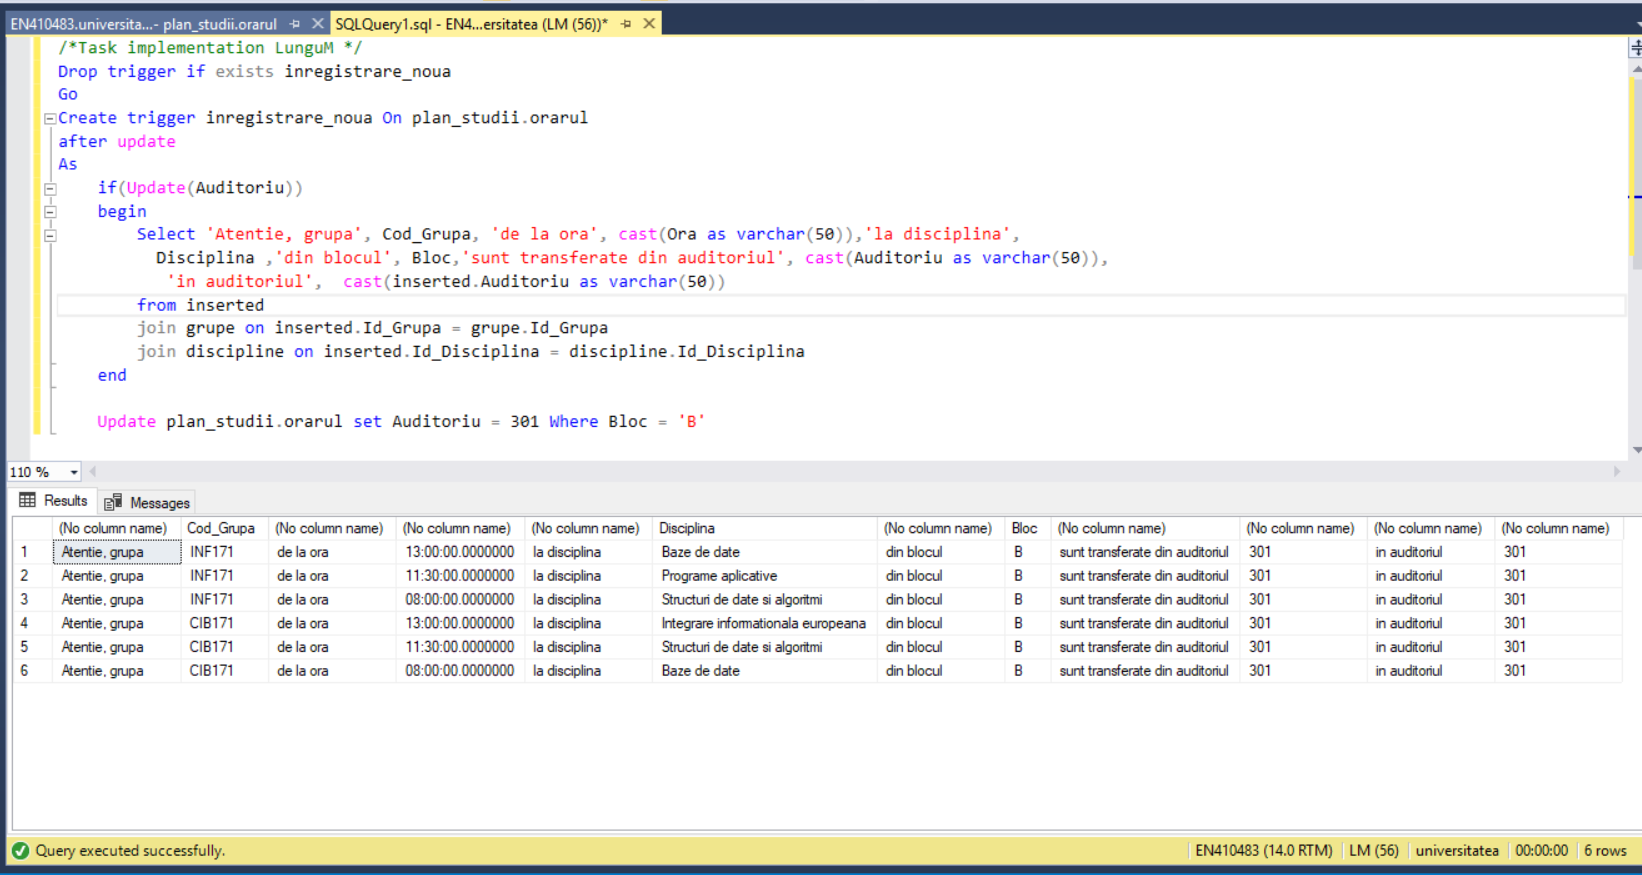 EN410483.universita...- plan_studii.orarul
SQLQuery1.sql - EN4...ersitatea (LM (56))*
/*Task implementation LunguM */
Drop trigger if exists inregistrare_noua
Go
Create trigger inregistrare_noua On plan_studii.orarul
after update
As
if(Update(Auditoriu))
begin
Select 'Atentie, grupa', Cod_Grupa, 'de la ora', cast(Ora as varchar(50)),'la disciplina',
Disciplina ,'din blocul', Bloc,'sunt transferate din auditoriul', cast(Auditoriu as varchar(50)),
'in auditoriul', cast(inserted.Auditoriu as varchar(50))
from inserted
join grupe on inserted.Id_Grupa = grupe.Id_Grupa
join discipline on inserted.Id_Disciplina = discipline.Id_Disciplina
end
Update plan_studii.orarul set Auditoriu = 301 Where Bloc = 'B'
110 %
Results Messages
(No column name) Cod_Grupa (No column name) (No column name) (No column name) Disciplina (No column name) Bloc (No column name) (No column name) (No column name) (No column name)
1 Atentie, grupa INF171 de la ora 13:00:00.0000000 la disciplina Baze de date din blocul B sunt transferate din auditoriul 301 in auditoriul 301
2 Atentie, grupa INF171 de la ora 11:30:00.0000000 la disciplina Programe aplicative din blocul B sunt transferate din auditoriul 301 in auditoriul 301
3 Atentie, grupa INF171 de la ora 08:00:00.0000000 la disciplina Structuri de date si algoritmi din blocul B sunt transferate din auditoriul 301 in auditoriul 301
4 Atentie, grupa CIB171 de la ora 13:00:00.0000000 la disciplina Integrare informationala europeana din blocul B sunt transferate din auditoriul 301 in auditoriul 301
5 Atentie, grupa CIB171 de la ora 11:30:00.0000000 la disciplina Structuri de date si algoritmi din blocul B sunt transferate din auditoriul 301 in auditoriul 301
6 Atentie, grupa CIB171 de la ora 08:00:00.0000000 la disciplina Baze de date din blocul B sunt transferate din auditoriul 301 in auditoriul 301
Query executed successfully. EN410483 (14.0 RTM) LM (56) universitatea 00:00:00 6 rows